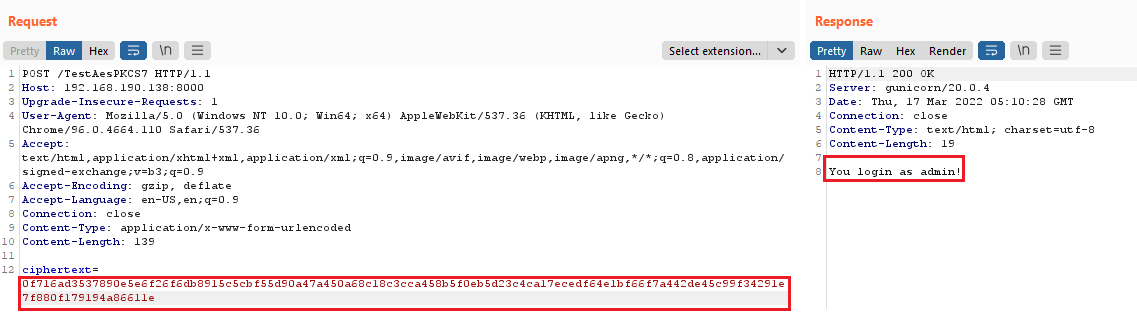 Request
Pretty Raw Hex \n Select extension...
1 POST /TestAesPKCS7 HTTP/1.1
2 Host: 192.168.190.138:8000
3 Upgrade-Insecure-Requests: 1
4 User-Agent: Mozilla/5.0 (Windows NT 10.0; Win64; x64) AppleWebKit/537.36 (KHTML, like Gecko)
Chrome/96.0.4664.110 Safari/537.36
5 Accept:
text/html,application/xhtml+xml,application/xml;q=0.9,image/avif,image/webp,image/apng,*/*;q=0.8,application/
signed-exchange;v=b3;q=0.9
6 Accept-Encoding: gzip, deflate
7 Accept-Language: en-US,en;q=0.9
8 Connection: close
9 Content-Type: application/x-www-form-urlencoded
10 Content-Length: 139
11
12 ciphertext=
0f716ad3537890e5e6f26f6db8915c5cbf55d90a47a450a68c18c3cca458b5f0eb5d23c4ca17ecedf64e1bf66f7a442de45c99f34291e
7f880f179194a86611e
Response
Pretty Raw Hex Render \n
1 HTTP/1.1 200 OK
2 Server: gunicorn/20.0.4
3 Date: Thu, 17 Mar 2022 05:10:28 GMT
4 Connection: close
5 Content-Type: text/html; charset=utf-8
6 Content-Length: 19
7
8 You login as admin!